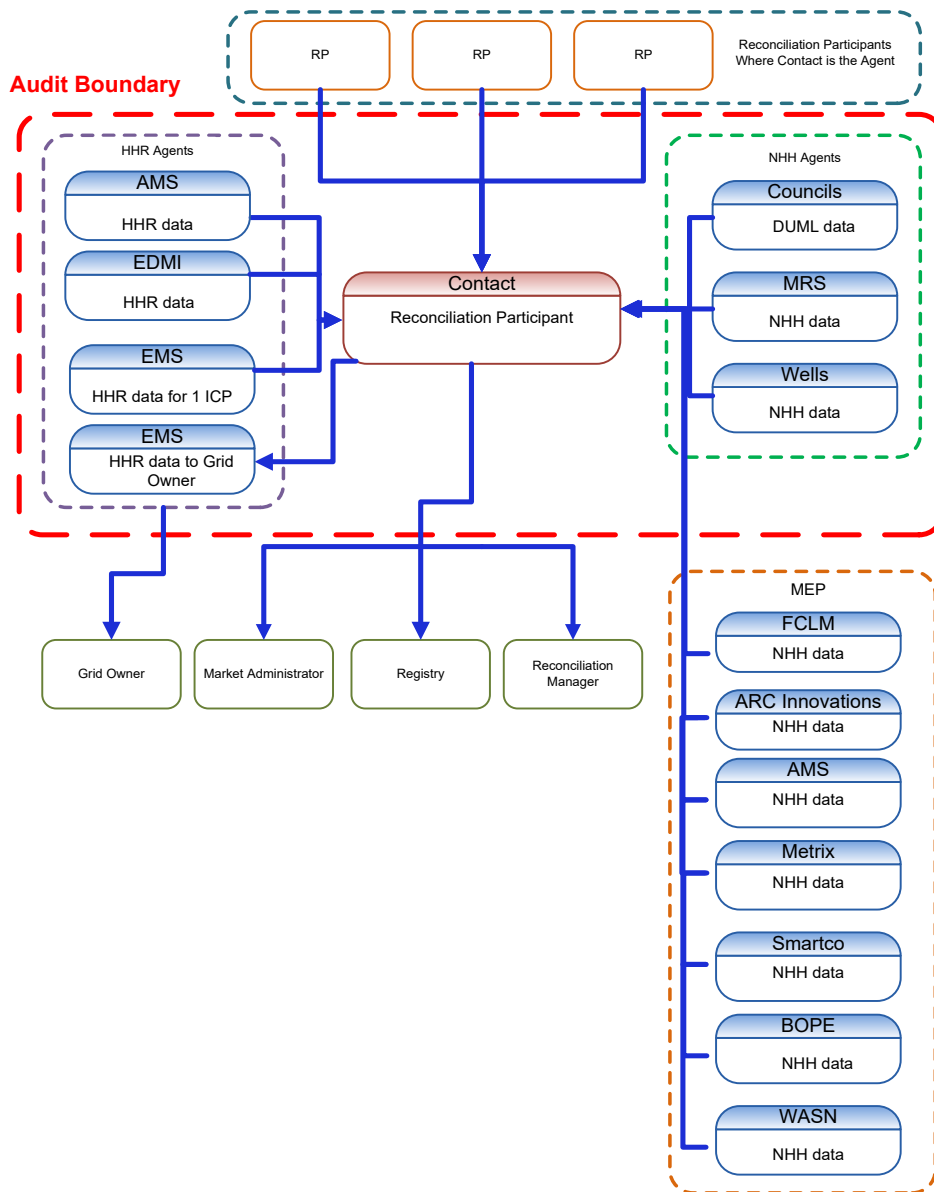 RP
RP
RP
Reconciliation Participants
Where Contact is the Agent
Audit Boundary
HHR Agents
AMS
HHR data
EDMI
HHR data
EMS
HHR data for 1 ICP
EMS
HHR data to Grid
Owner
Contact
Reconciliation Participant
NHH Agents
Councils
DUML data
MRS
NHH data
Wells
NHH data
Grid Owner
Market Administrator
Registry
Reconciliation
Manager
MEP
FCLM
NHH data
ARC Innovations
NHH data
AMS
NHH data
Metrix
NHH data
Smartco
NHH data
BOPE
NHH data
WASN
NHH data